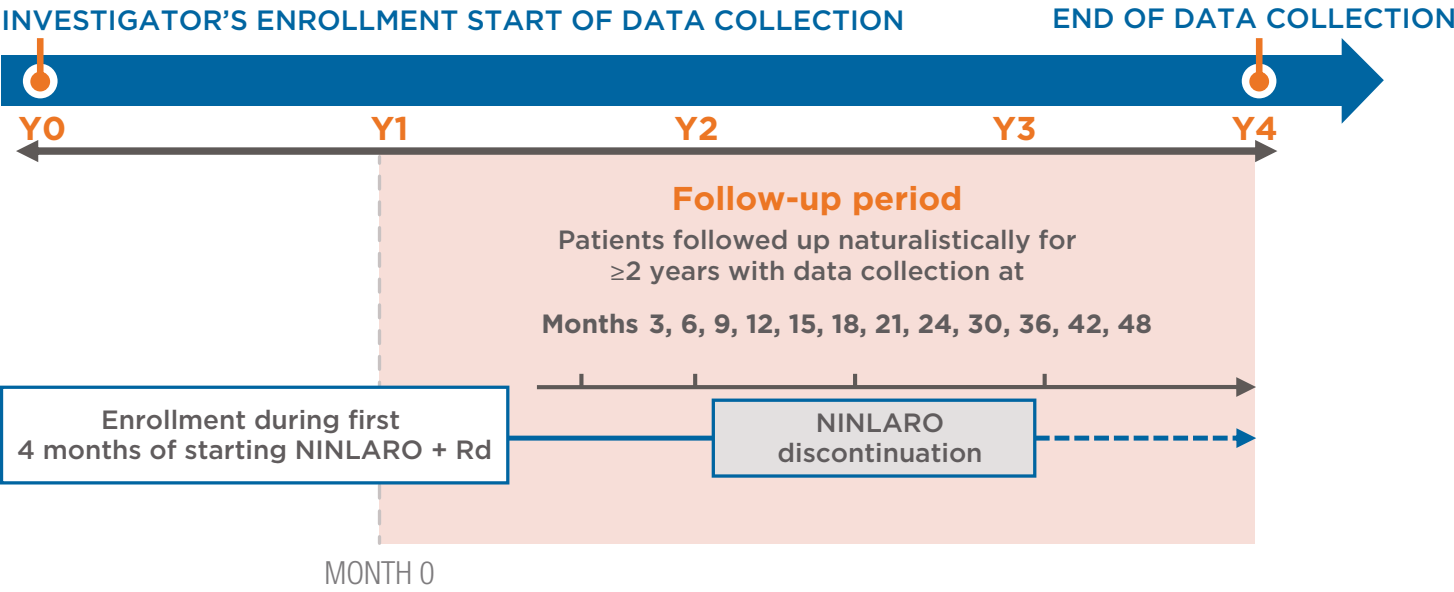 INVESTIGATOR'S ENROLLMENT START OF DATA COLLECTION
END OF DATA COLLECTION
Y0
Y1
Y2
Y3
Y4
Follow-up period
Patients followed up naturalistically for
≥2 years with data collection at
Months 3, 6, 9, 12, 15, 18, 21, 24, 30, 36, 42, 48
Enrollment during first
4 months of starting NINLARO + Rd
NINLARO
discontinuation
MONTH 0